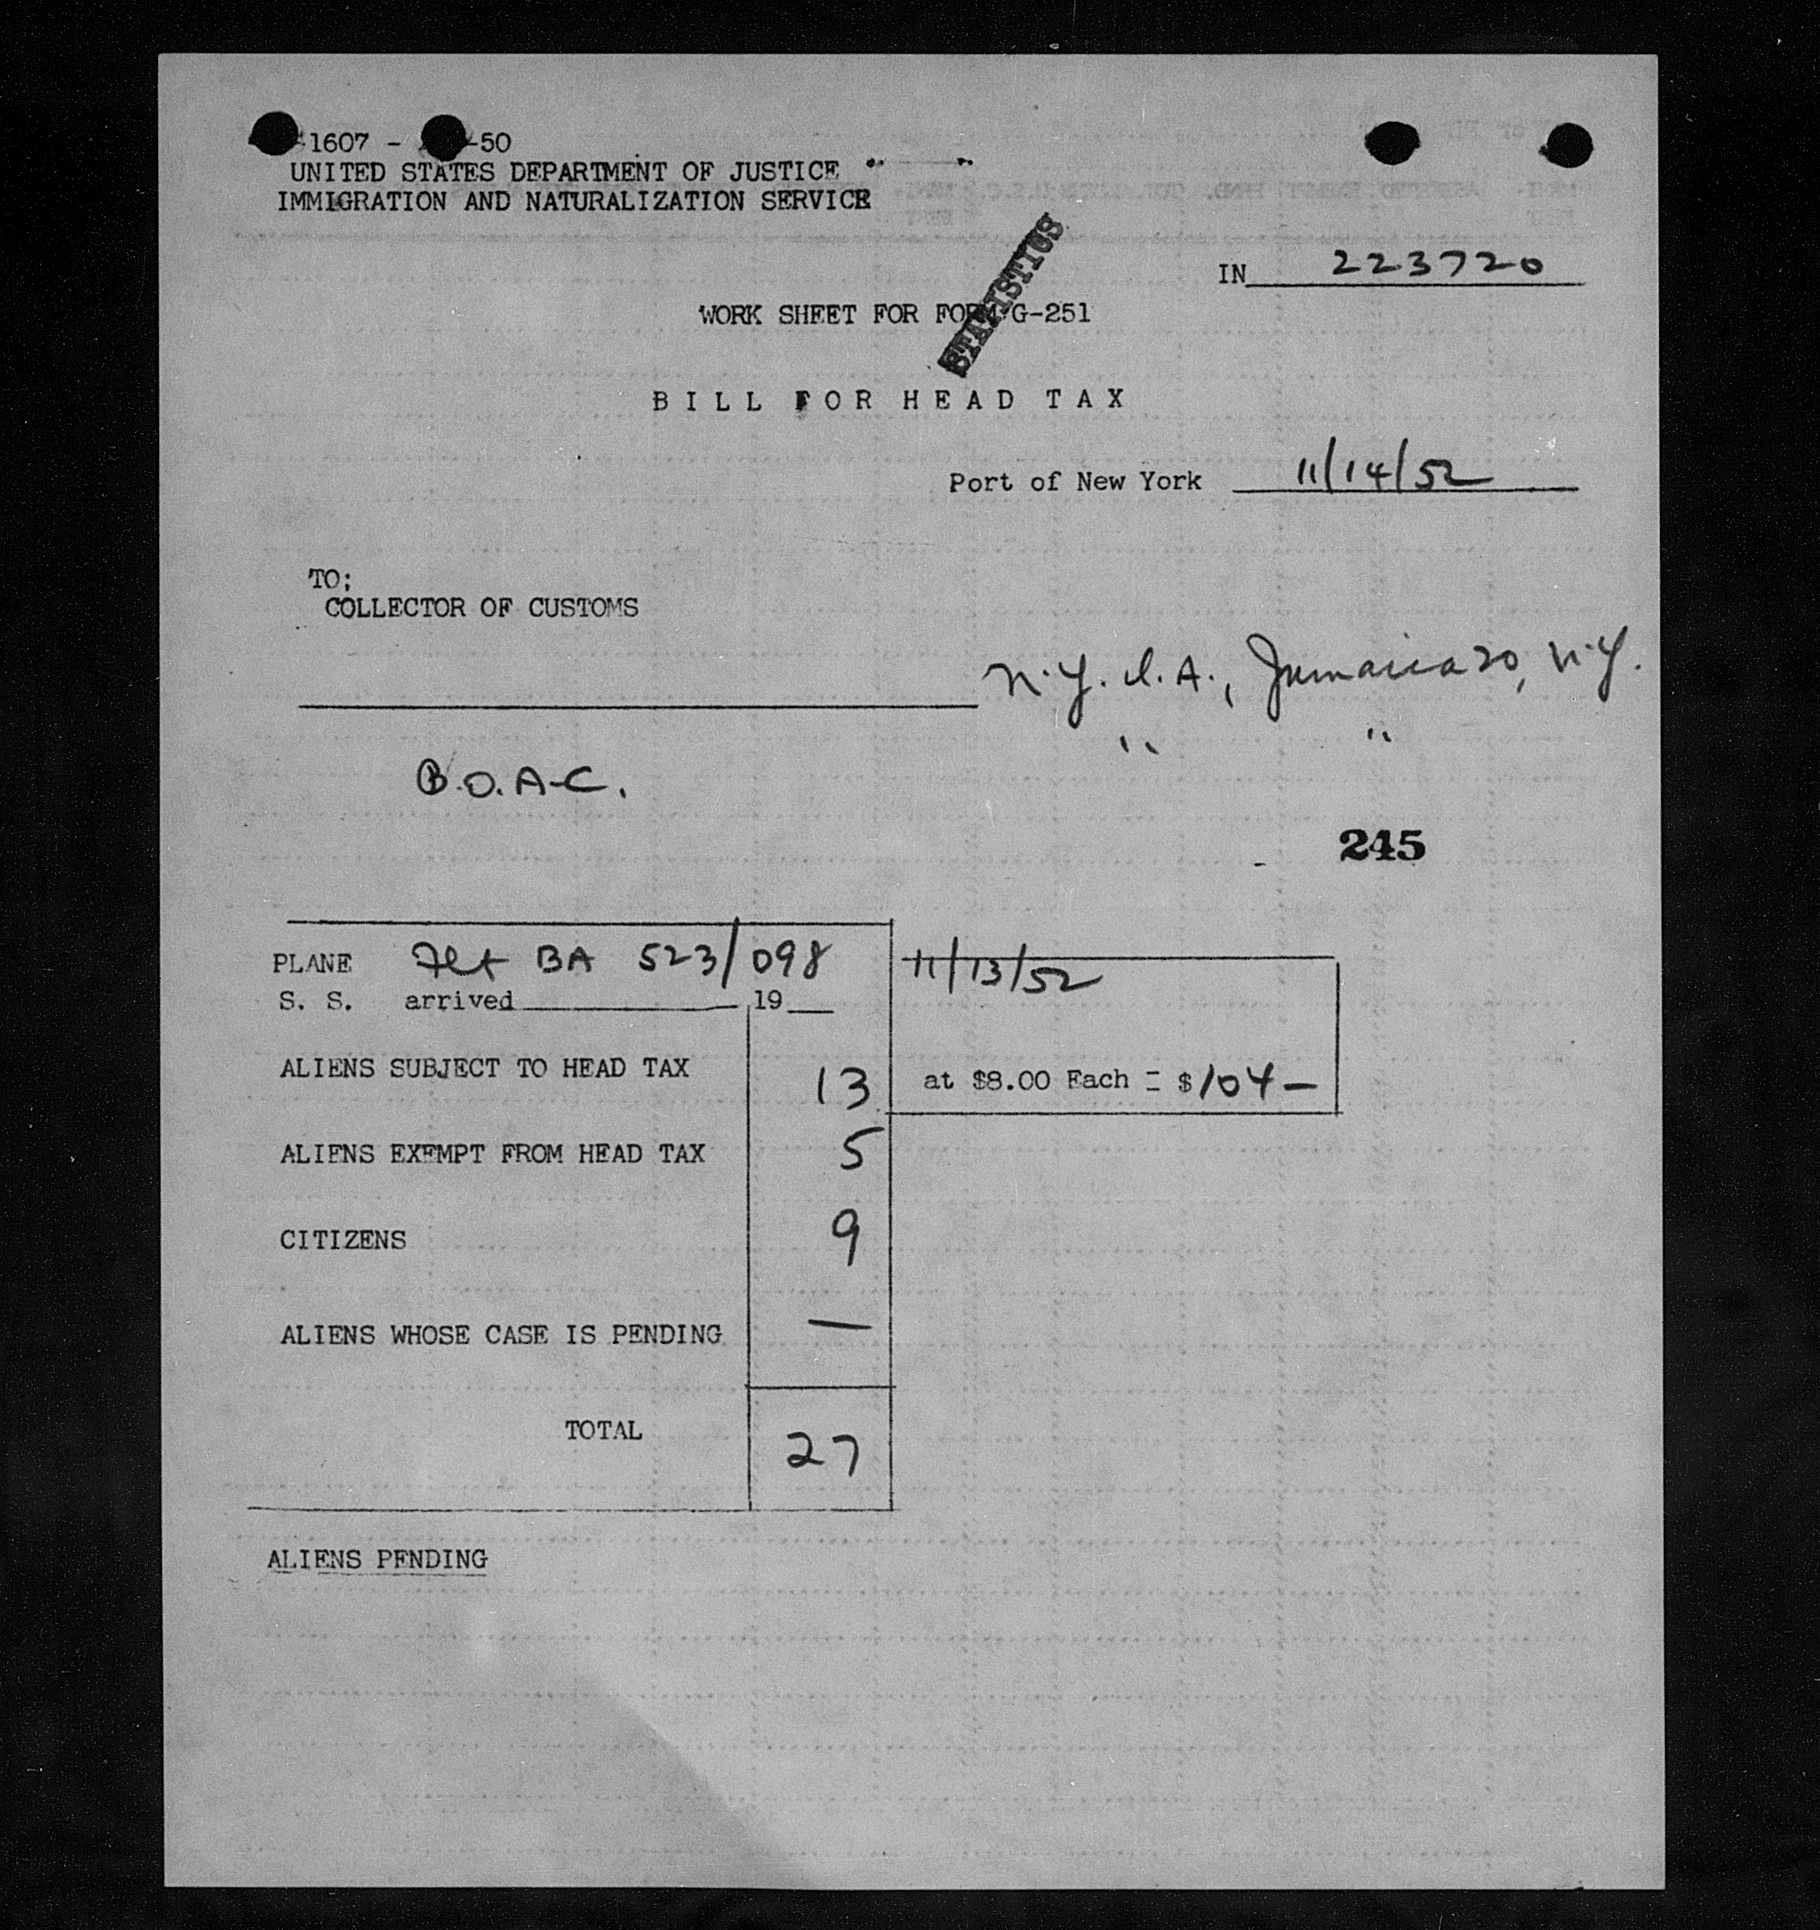 1607 - -50
UNITED STATES DEPARTMENT OF JUSTICE
IMMIGRATION AND NATURALIZATION SERVICE
STATISTICS
IN 223720
WORK SHEET FOR FORM G-251
BILL FOR HEAD TAX
Port of New York 11/14/52
TO;
COLLECTOR OF CUSTOMS
N.Y. I.A., Jamaica 20, N.Y.
" "
B.O.A.C.
245
PLANE Flt BA 523/098 11/13/52
S. S. arrived 19
ALIENS SUBJECT TO HEAD TAX 13 at $8.00 Each = $104-
ALIENS EXEMPT FROM HEAD TAX 5
CITIZENS 9
ALIENS WHOSE CASE IS PENDING —
TOTAL 27
ALIENS PENDING